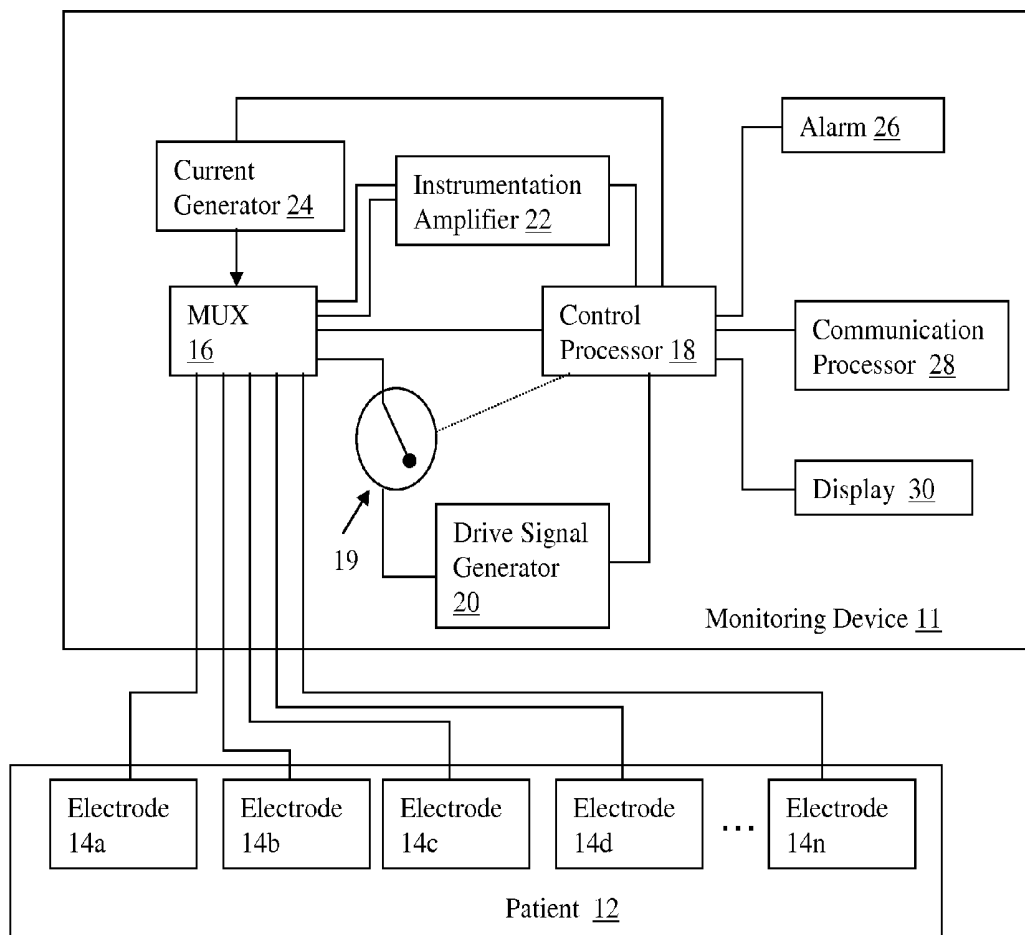 Alarm 26
Current
Generator 24
Instrumentation
Amplifier 22
MUX
16
Control
Processor 18
Communication
Processor 28
19
Drive Signal
Generator
20
Display 30
Monitoring Device 11
Electrode
14a
Electrode
14b
Electrode
14c
Electrode
14d
...
Electrode
14n
Patient 12